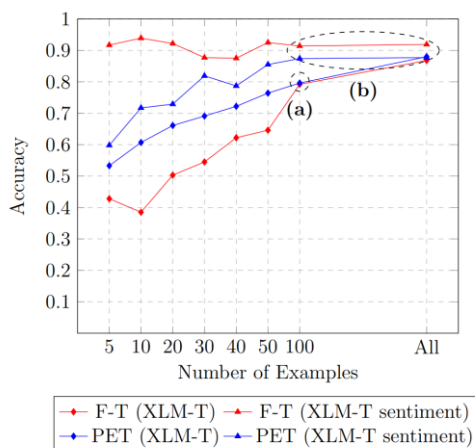 1
0.9
0.8
0.7
0.6
0.5
0.4
0.3
0.2
0.1
Accuracy
(a)
(b)
5 10 20 30 40 50 100 All
Number of Examples
F-T (XLM-T) F-T (XLM-T sentiment)
PET (XLM-T) PET (XLM-T sentiment)